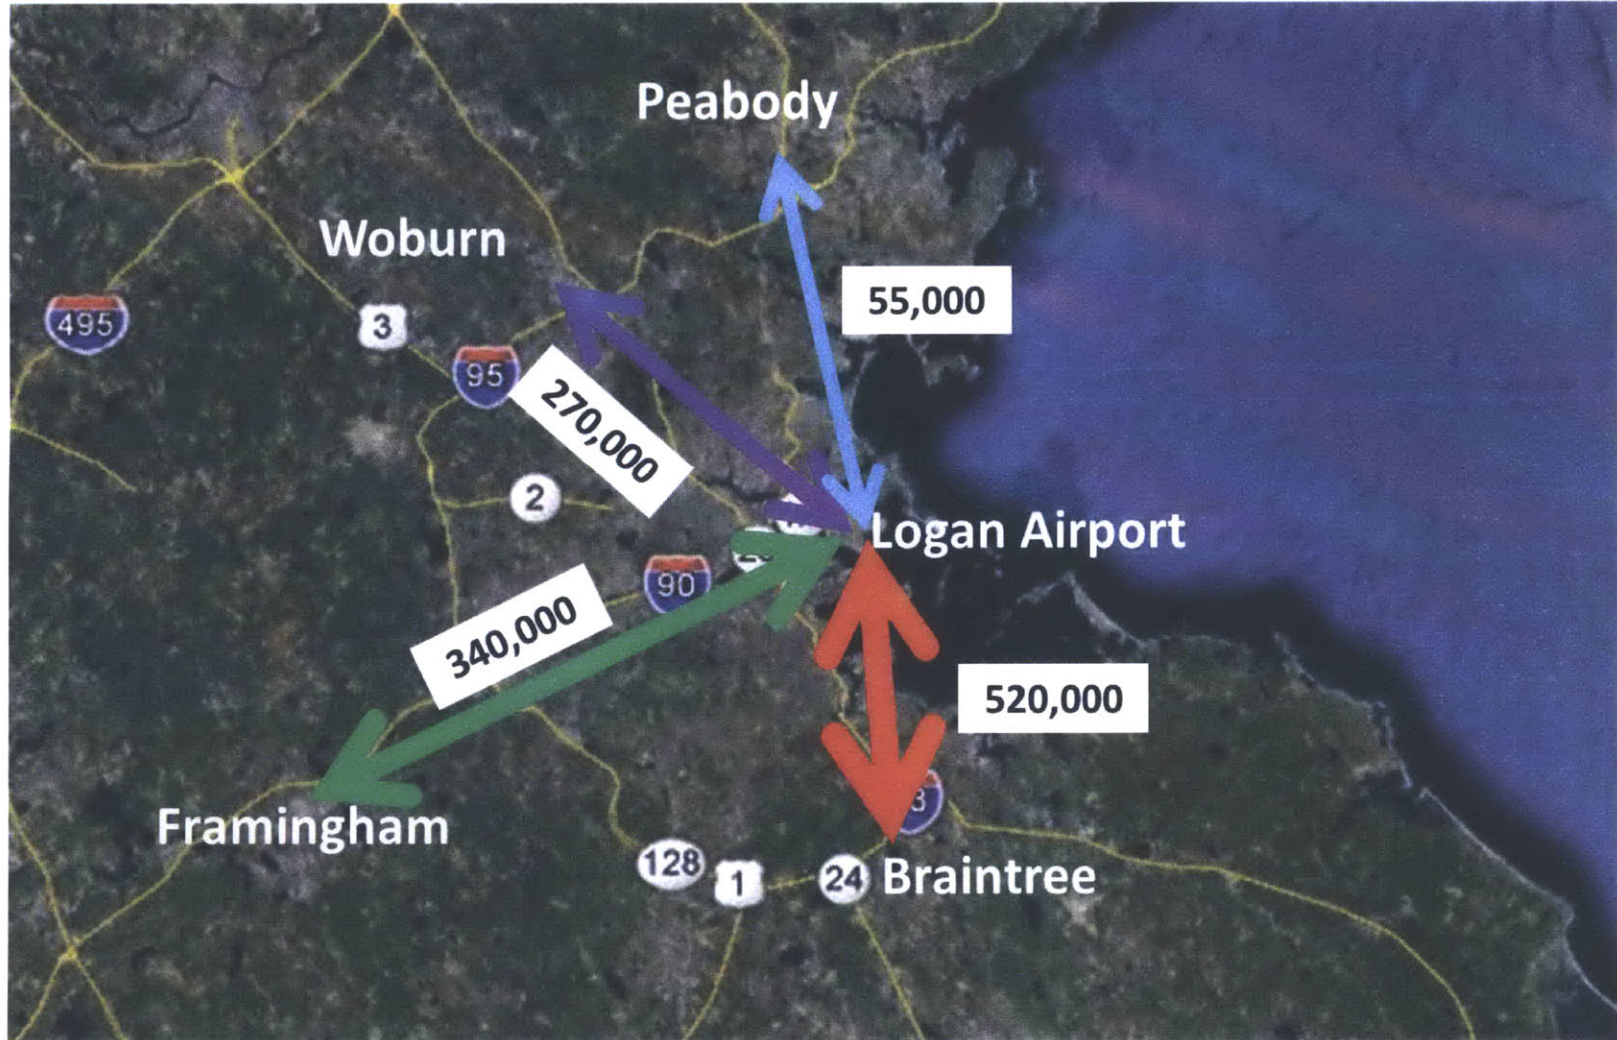 Peabody
Woburn
55,000
495
3
95
270,000
2
Logan Airport
90
340,000
520,000
Framingham
3
128
1
24
Braintree